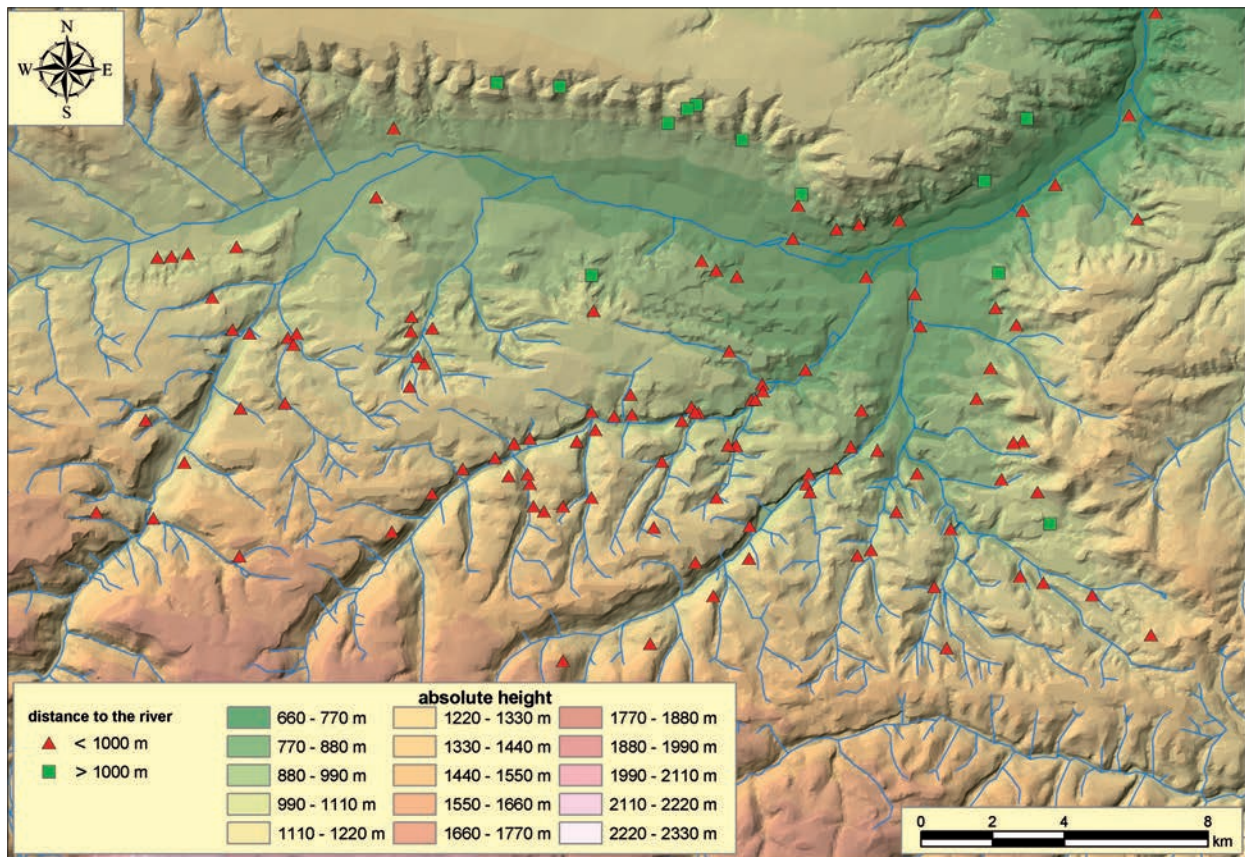 N
W E
S
absolute height
distance to the river
< 1000 m
> 1000 m
660 - 770 m
770 - 880 m
880 - 990 m
990 - 1110 m
1110 - 1220 m
1220 - 1330 m
1330 - 1440 m
1440 - 1550 m
1550 - 1660 m
1660 - 1770 m
1770 - 1880 m
1880 - 1990 m
1990 - 2110 m
2110 - 2220 m
2220 - 2330 m
0 2 4 8
km